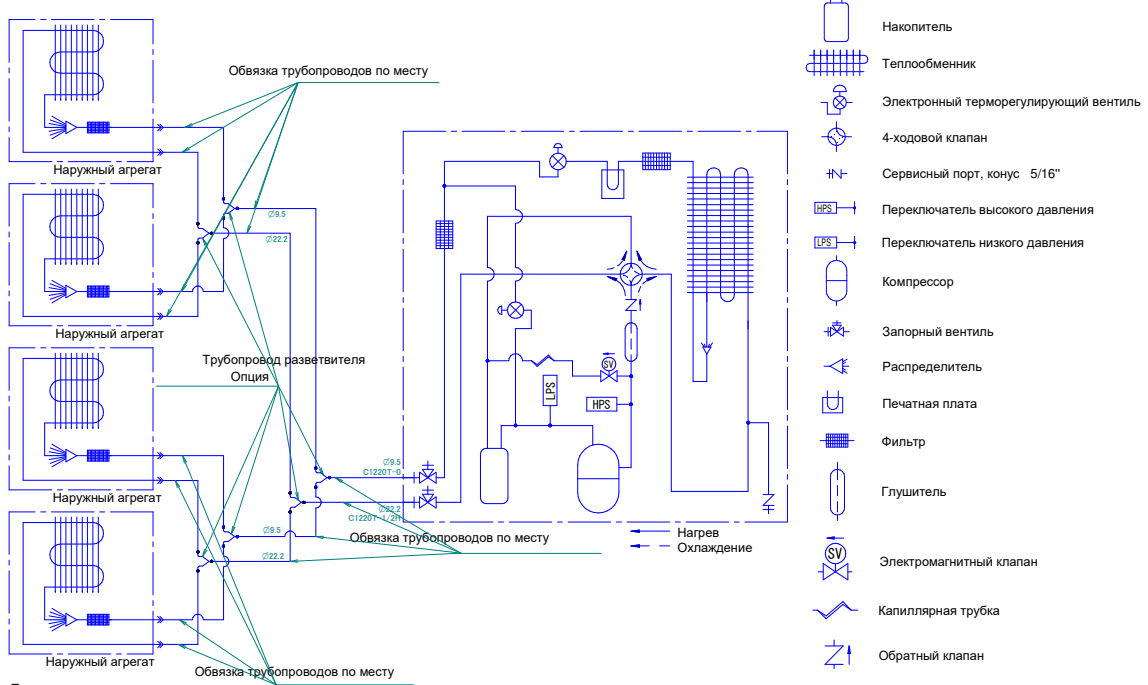 Обвязка трубопроводов по месту
Наружный агрегат
Ø9.5
Ø22.2
Наружный агрегат
Трубопровод разветвителя
Опция
LPS
HPS
SV
Ø9.5
C1220T-0
Наружный агрегат
Ø22.2
C1220T-1/2H
Ø9.5
Обвязка трубопроводов по месту
Ø22.2
Нагрев
Охлаждение
Наружный агрегат
Обвязка трубопроводов по месту
Накопитель
Теплообменник
Электронный терморегулирующий вентиль
4-ходовой клапан
Сервисный порт, конус 5/16"
HPS Переключатель высокого давления
LPS Переключатель низкого давления
Компрессор
Запорный вентиль
Распределитель
Печатная плата
Фильтр
Глушитель
SV Электромагнитный клапан
Капиллярная трубка
Обратный клапан